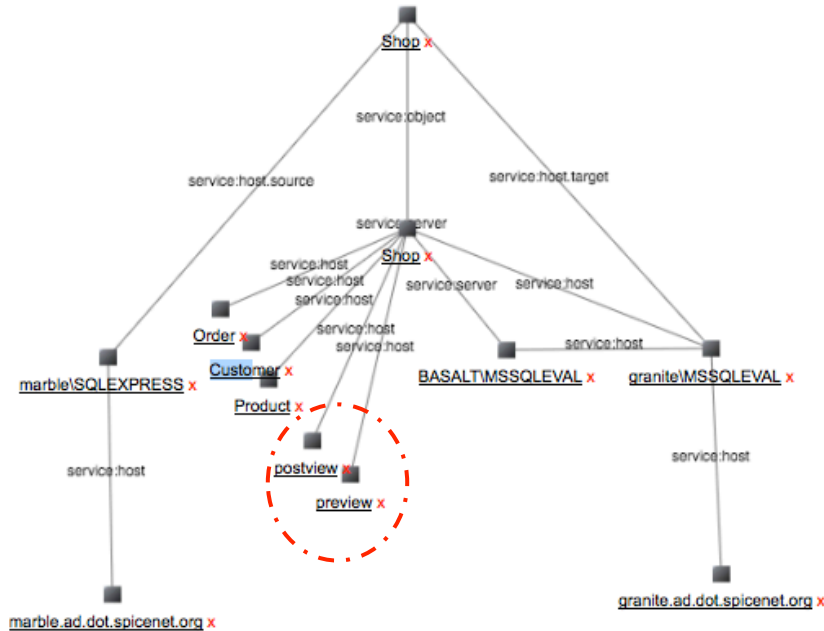 Shop x
service:object
service:host.source
service:host.target
service:server
Shop x
service:host
service:host
service:host
service:server
service:host
service:host
service:host
Order x
service:host
Customer x
marble\SQLEXPRESS x
BASALT\MSSQLEVAL x
granite\MSSQLEVAL x
Product x
service:host
service:host
postview x
preview x
marble.ad.dot.spicenet.org x
granite.ad.dot.spicenet.org x